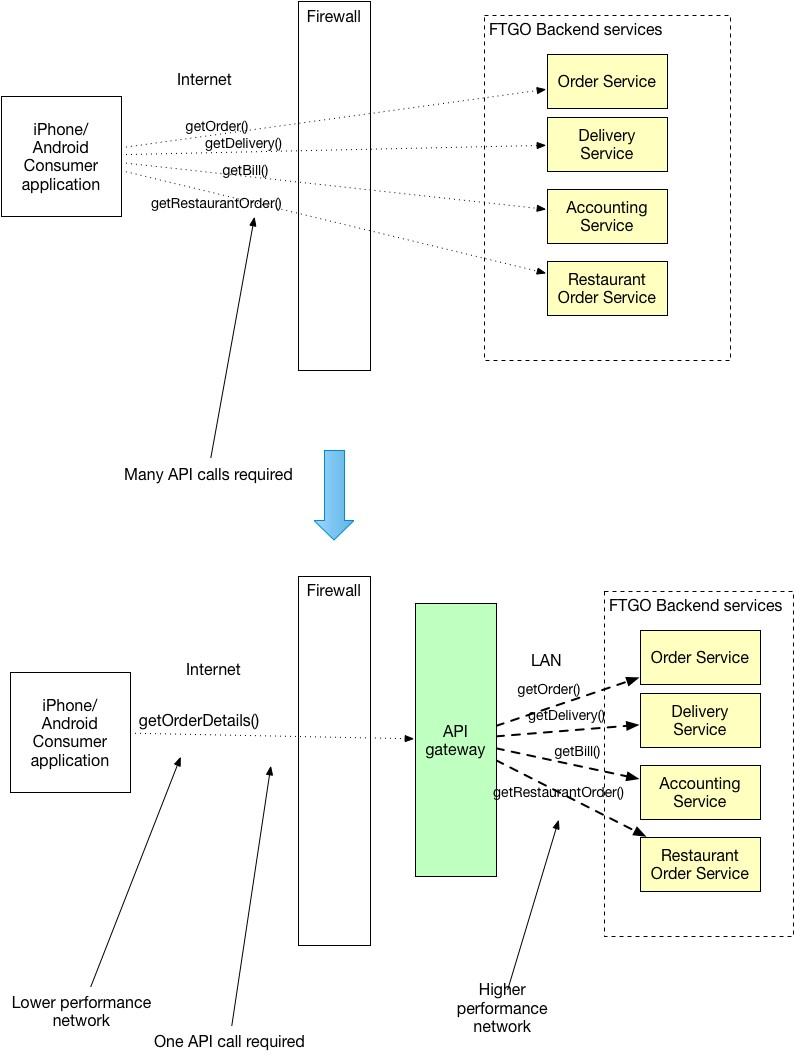 Firewall
FTGO Backend services
Internet
Order Service
iPhone/
Android
Consumer
application
getOrder()
getDelivery()
getBill()
getRestaurantOrder()
Delivery
Service
Accounting
Service
Restaurant
Order Service
Many API calls required
Firewall
FTGO Backend services
Internet
LAN
iPhone/
Android
Consumer
application
getOrderDetails()
API
gateway
getOrder()
getDelivery()
getBill()
getRestaurantOrder()
Order Service
Delivery
Service
Accounting
Service
Restaurant
Order Service
Lower performance
network
One API call required
Higher
performance
network